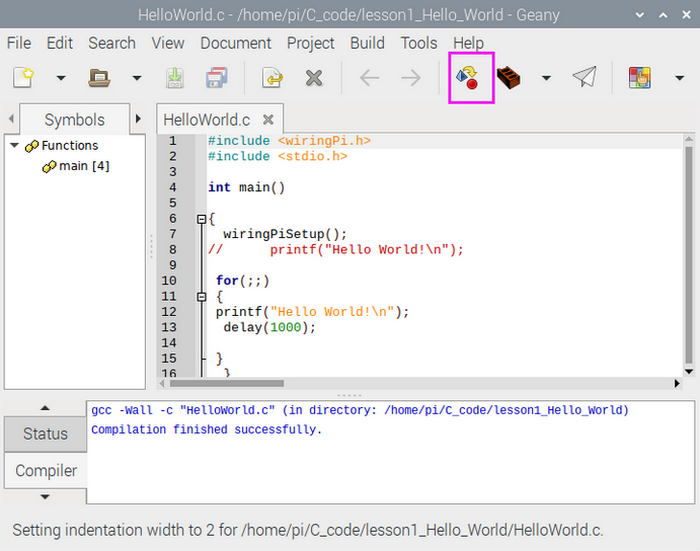 HelloWorld.c - /home/pi/C_code/lesson1_Hello_World - Geany
File Edit Search View Document Project Build Tools Help
Symbols
HelloWorld.c
Functions
main [4]
1 #include <wiringPi.h>
2 #include <stdio.h>
3
4 int main()
5
6 {
7 wiringPiSetup();
8 // printf("Hello World!\n");
9
10 for(;;)
11 {
12 printf("Hello World!\n");
13 delay(1000);
14
15 }
16 }
Status
Compiler
gcc -Wall -c "HelloWorld.c" (in directory: /home/pi/C_code/lesson1_Hello_World)
Compilation finished successfully.
Setting indentation width to 2 for /home/pi/C_code/lesson1_Hello_World/HelloWorld.c.